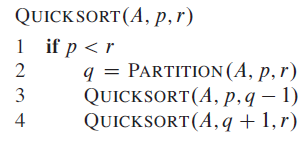 QUICKSORT(A, p, r)
1 if p < r
2 q = PARTITION(A, p, r)
3 QUICKSORT(A, p, q − 1)
4 QUICKSORT(A, q + 1, r)